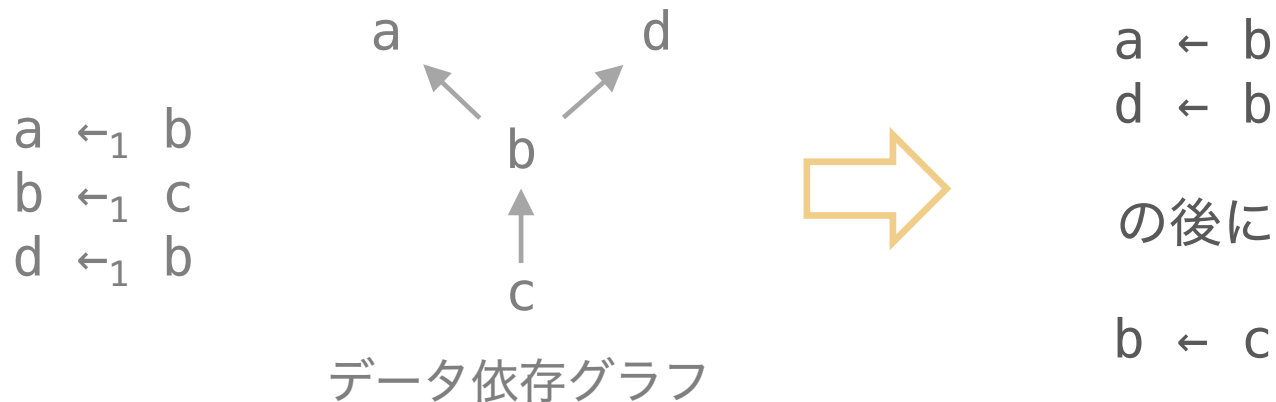 a ←₁ b
b ←₁ c
d ←₁ b
a
d
b
c
データ依存グラフ
a ← b
d ← b
の後に
b ← c